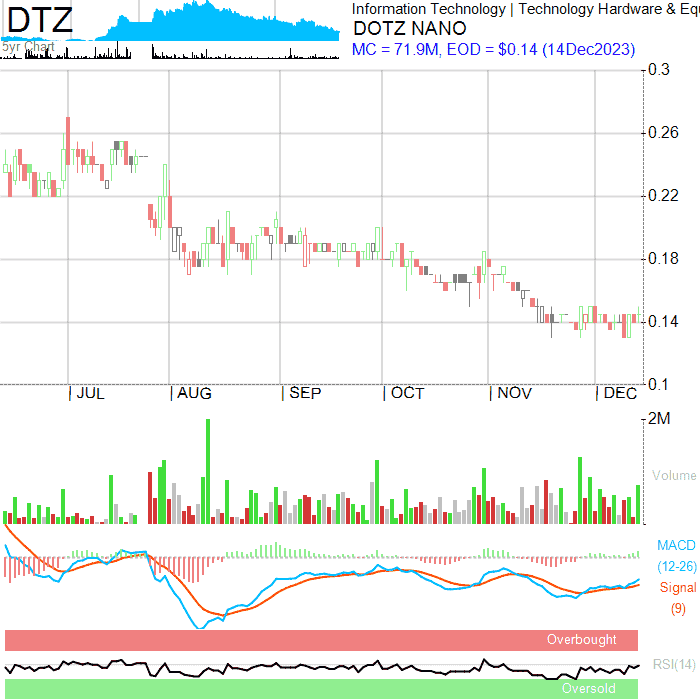 DTZ
5yr Chart
Information Technology | Technology Hardware & Equ
DOTZ NANO
MC = 71.9M, EOD = $0.14 (14Dec2023)
0.3
0.26
0.22
0.18
0.14
0.1
JUL AUG SEP OCT NOV DEC
2M
Volume
MACD
(12-26)
Signal
(9)
Overbought
RSI(14)
Oversold